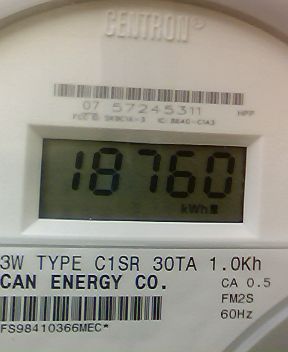 CENTRON®
07 57245311 HPP
18760
kWh
3W TYPE C1SR 30TA 1.0Kh
CAN ENERGY CO. CA 0.5
FM2S
60Hz
FS98410366MEC*